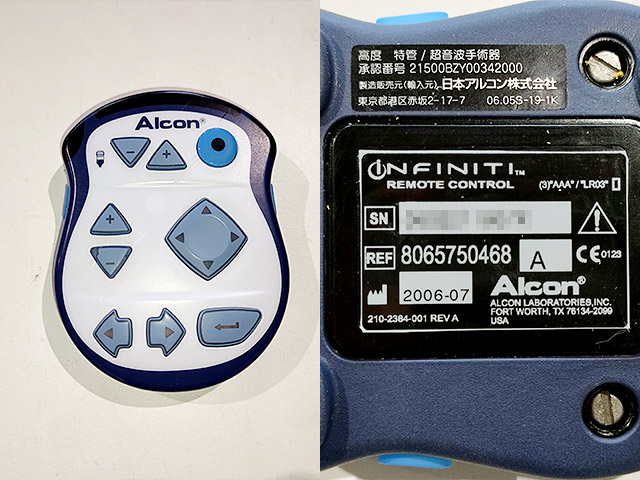 Alcon®
高度 特管 / 超音波手術器
承認番号 21500BZY00342000
製造販売元(輸入元)日本アルコン株式会社
東京都港区赤坂2-17-7 06.05S-19-1K
iNFINITI™
REMOTE CONTROL (3)"AAA"/"LR03"
SN
REF 8065750468 A CE0123
2006-07
Alcon®
ALCON LABORATORIES,INC.
FORT WORTH, TX 76134-2099
USA
210-2384-001 REV A